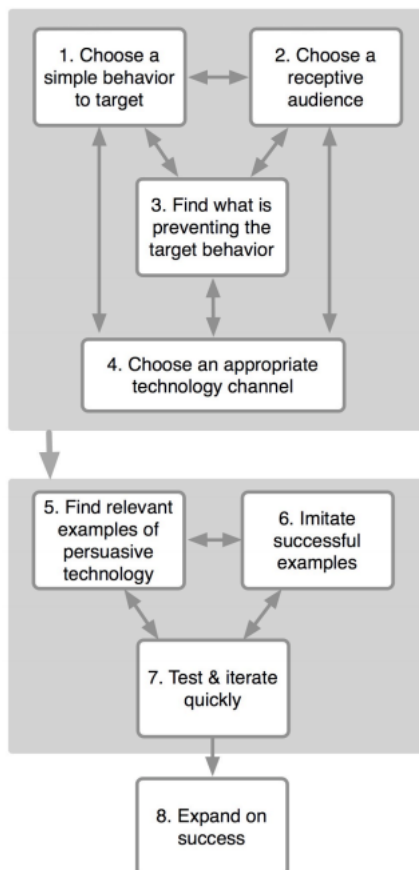 1. Choose a
simple behavior
to target
2. Choose a
receptive
audience
3. Find what is
preventing the
target behavior
4. Choose an appropriate
technology channel
5. Find relevant
examples of
persuasive
technology
6. Imitate
successful
examples
7. Test & iterate
quickly
8. Expand on
success